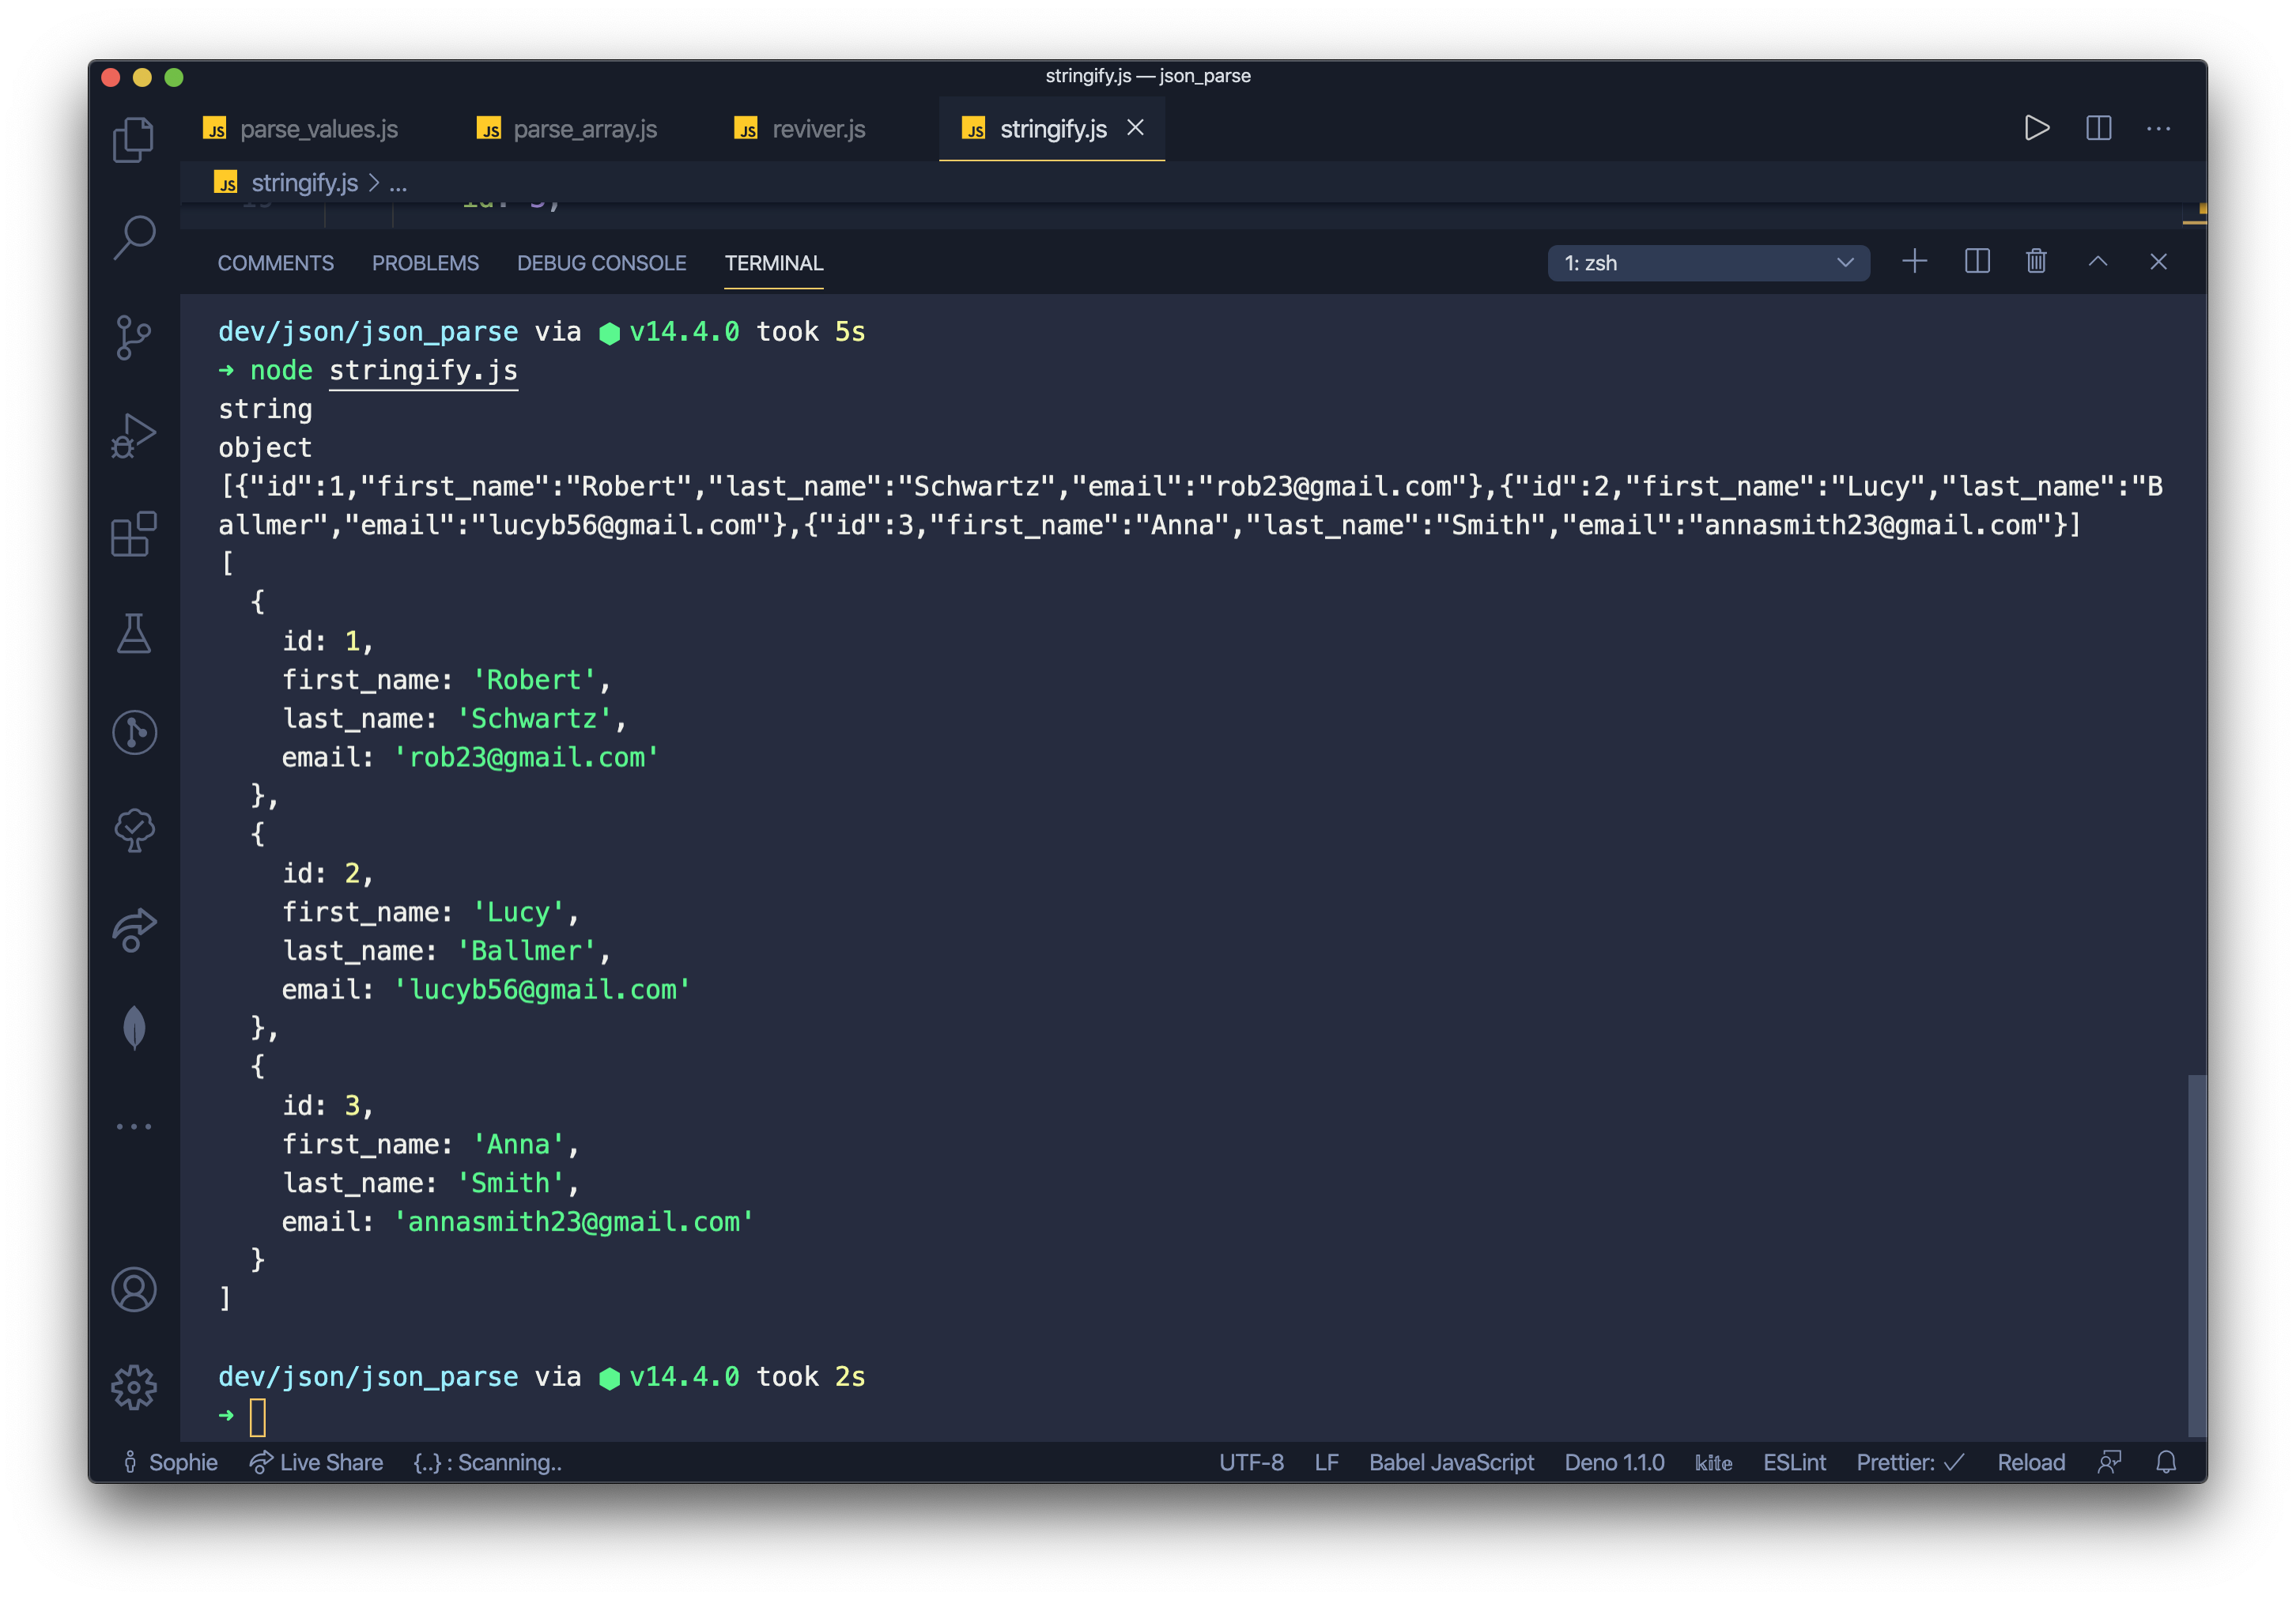 stringify.js — json_parse
JS parse_values.js JS parse_array.js JS reviver.js JS stringify.js
JS stringify.js > ...
COMMENTS PROBLEMS DEBUG CONSOLE TERMINAL 1: zsh
dev/json/json_parse via v14.4.0 took 5s
➜ node stringify.js
string
object
[{"id":1,"first_name":"Robert","last_name":"Schwartz","email":"rob23@gmail.com"},{"id":2,"first_name":"Lucy","last_name":"B
allmer","email":"lucyb56@gmail.com"},{"id":3,"first_name":"Anna","last_name":"Smith","email":"annasmith23@gmail.com"}]
[
  {
    id: 1,
    first_name: 'Robert',
    last_name: 'Schwartz',
    email: 'rob23@gmail.com'
  },
  {
    id: 2,
    first_name: 'Lucy',
    last_name: 'Ballmer',
    email: 'lucyb56@gmail.com'
  },
  {
    id: 3,
    first_name: 'Anna',
    last_name: 'Smith',
    email: 'annasmith23@gmail.com'
  }
]
dev/json/json_parse via v14.4.0 took 2s
➜
Sophie Live Share {..} : Scanning.. UTF-8 LF Babel JavaScript Deno 1.1.0 kite ESLint Prettier: ✓ Reload